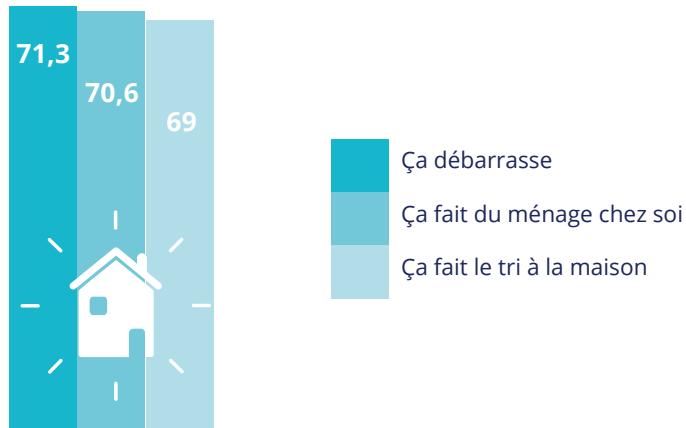 71,3
70,6
69
Ça débarrasse
Ça fait du ménage chez soi
Ça fait le tri à la maison